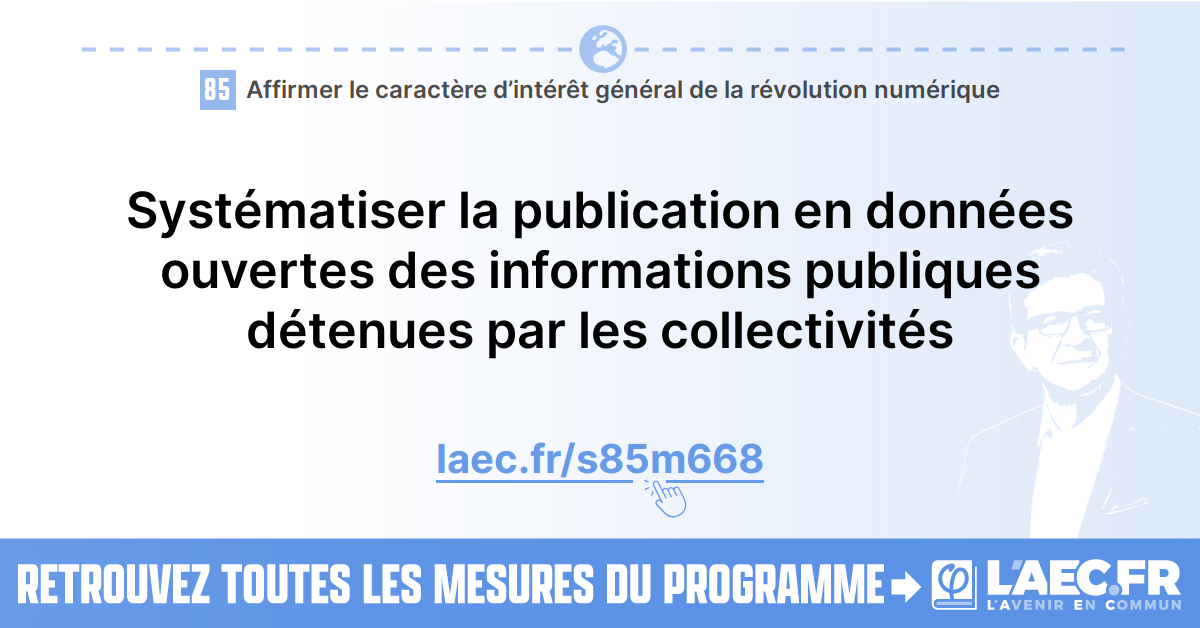 85 Affirmer le caractère d’intérêt général de la révolution numérique
Systématiser la publication en données
ouvertes des informations publiques
détenues par les collectivités
laec.fr/s85m668
RETROUVEZ TOUTES LES MESURES DU PROGRAMME
L'AEC.FR
L'AVENIR EN COMMUN